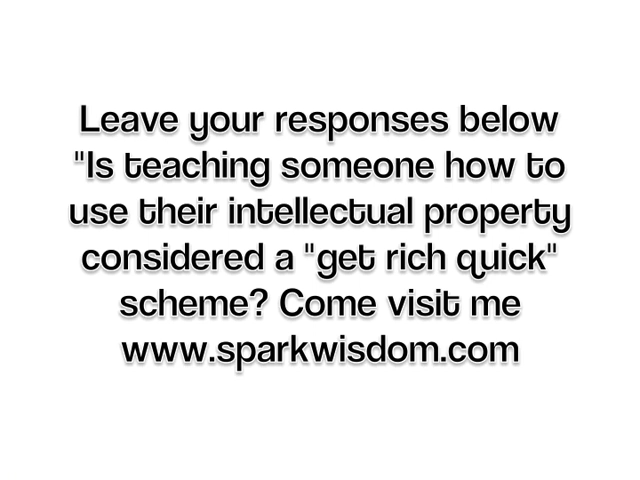 Leave your responses below
"Is teaching someone how to
use their intellectual property
considered a "get rich quick"
scheme? Come visit me
www.sparkwisdom.com